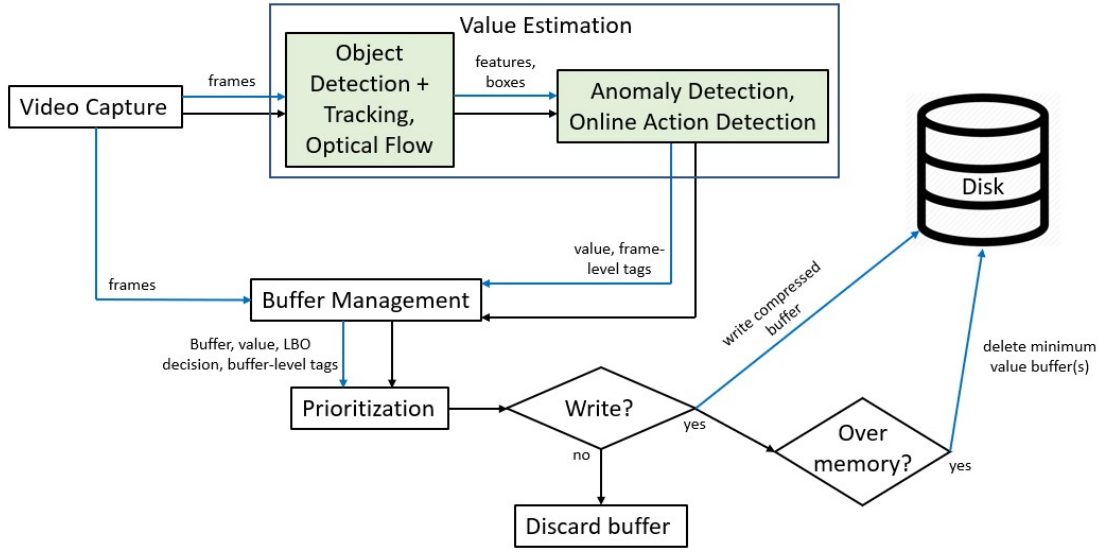 Value Estimation
Video Capture
frames
Object
Detection +
Tracking,
Optical Flow
features,
boxes
Anomaly Detection,
Online Action Detection
Disk
value, frame-
level tags
frames
Buffer Management
write compressed
buffer
Buffer, value, LBO
decision, buffer-level tags
delete minimum
value buffer(s)
Prioritization
Write?
yes
no
Over
memory?
yes
Discard buffer